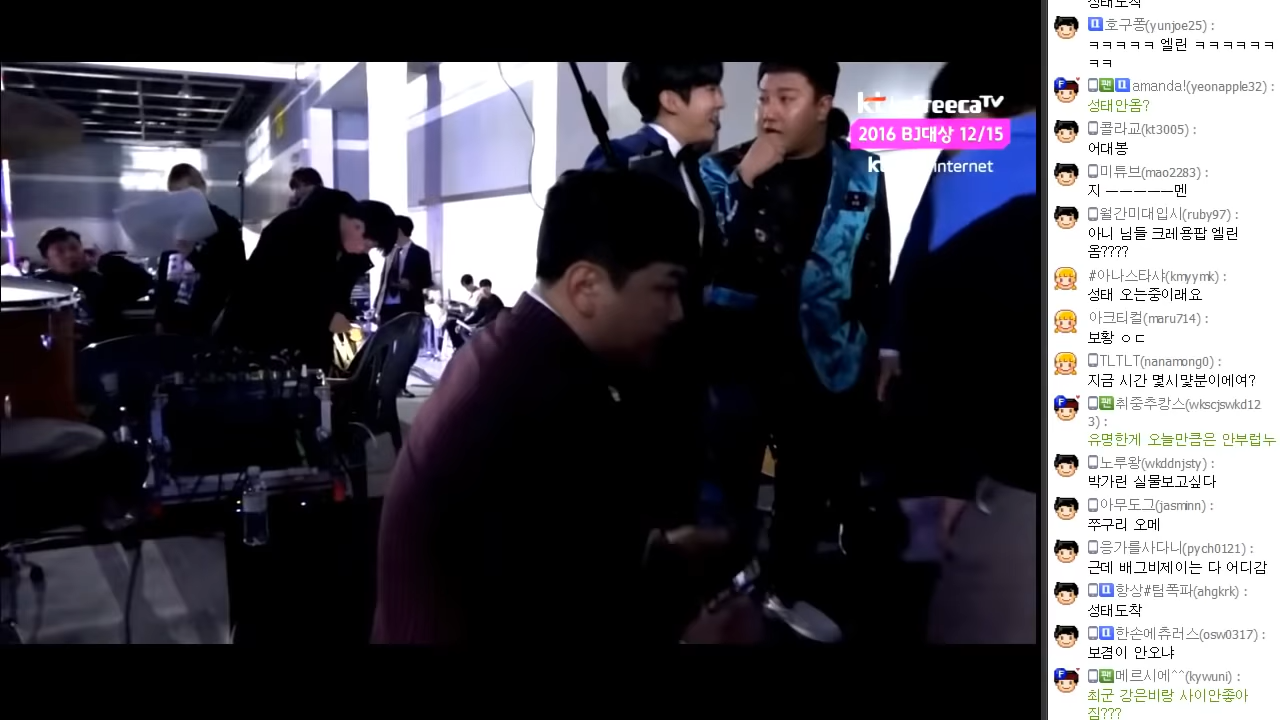 kt afreecaTV
2016 BJ대상 12/15
kt internet
성태도착
호구퐁(yunjoe25) :
ㅋㅋㅋㅋㅋ 엘린 ㅋㅋㅋㅋㅋㅋ
ㅋㅋ
팬 amanda!(yeonapple32) :
성태안옴?
콜라교(kt3005) :
어대봉
미튜브(mao2283) :
지 ─────멘
월간미대입시(ruby97) :
아니 님들 크레용팝 엘린
옴????
#아나스타샤(kmyymk) :
성태 오는중이래요
아크티컬(maru714) :
보황 ㅇㄷ
TLTLT(nanamong0) :
지금 시간 몇시몇분이에여?
팬 취중추캉스(wkscjswkd12
3) :
유명한게 오늘만큼은 안부럽누
노루왕(wkddnjsty) :
박가린 실물보고싶다
아무도그(jasminn) :
쭈구리 오메
응가를사다니(pych0121) :
근데 배그비제이는 다 어디감
항상#팀쪽파(ahgkrk) :
성태도착
한손에츄러스(osw0317) :
보겸이 안오냐
팬 메르시에^^(kywuni) :
최군 강은비랑 사이안좋아
짐???